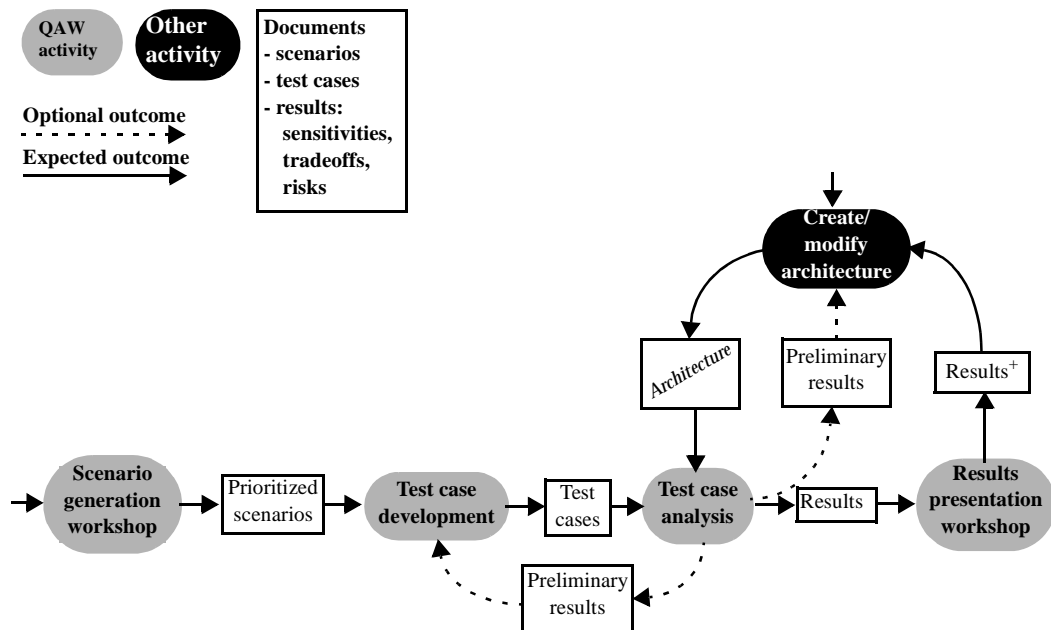 QAW
activity
Other
activity
Documents
- scenarios
- test cases
- results:
sensitivities,
tradeoffs,
risks
Optional outcome
Expected outcome
Create/
modify
architecture
Architecture
Preliminary
results
Results+
Scenario
generation
workshop
Prioritized
scenarios
Test case
development
Test
cases
Test case
analysis
Results
Results
presentation
workshop
Preliminary
results